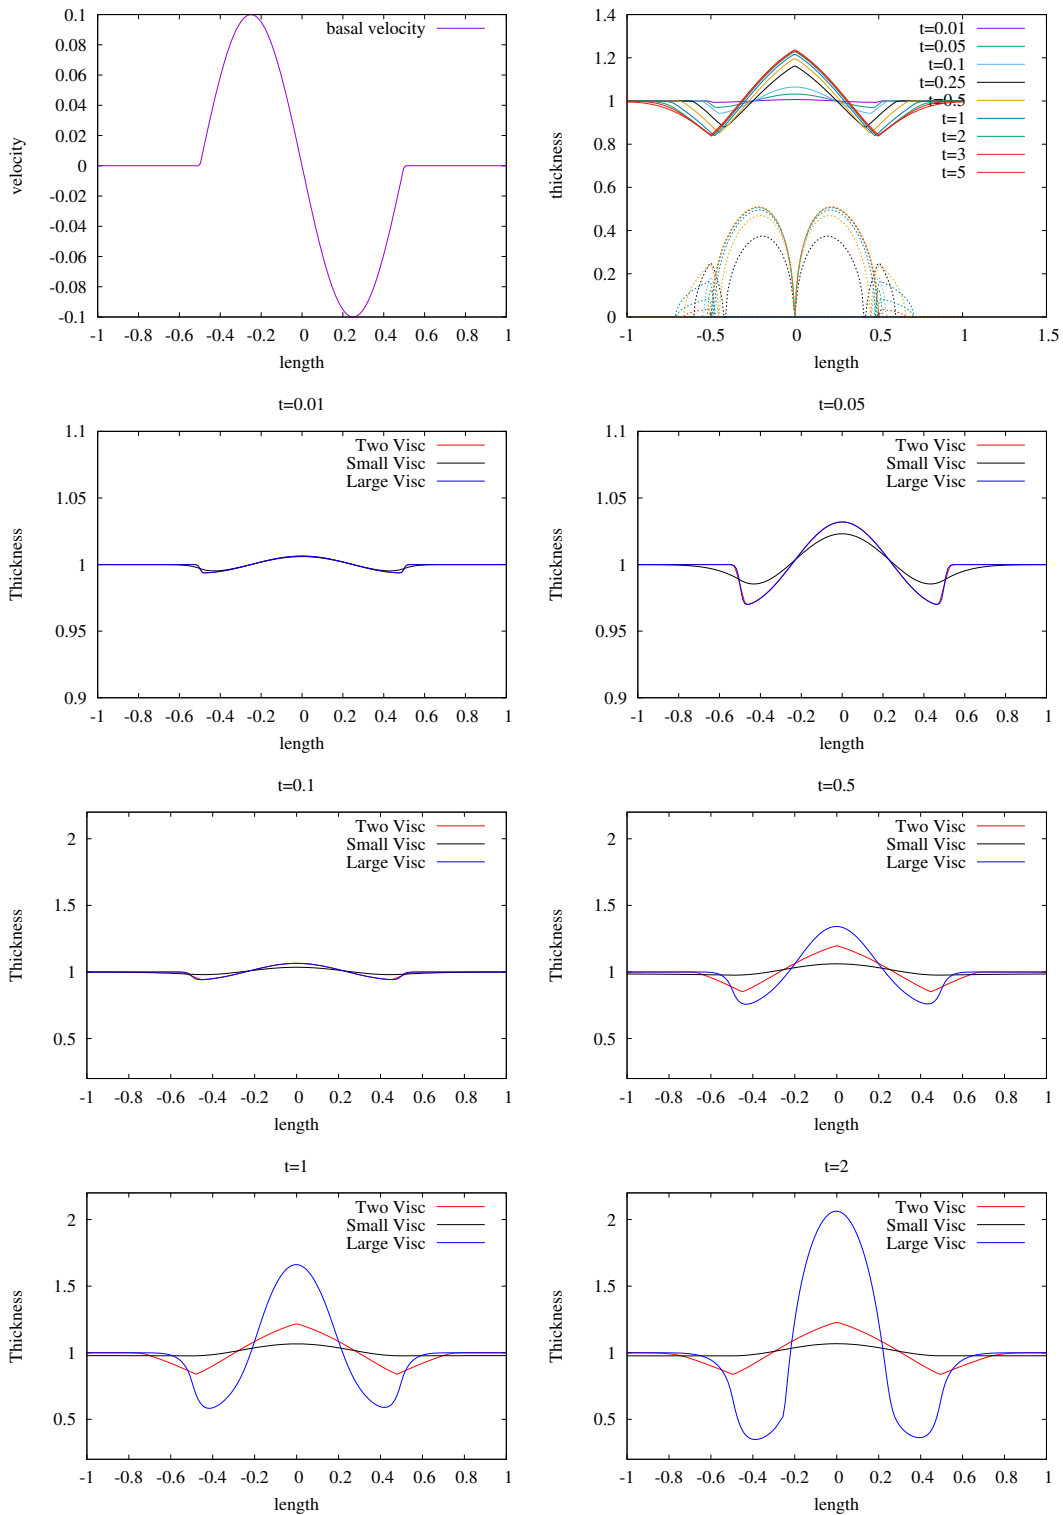 basal velocity
0.1
0.08
0.06
0.04
0.02
0
-0.02
-0.04
-0.06
-0.08
-0.1
-1 -0.8 -0.6 -0.4 -0.2 0 0.2 0.4 0.6 0.8 1
velocity
length
t=0.01
t=0.05
t=0.1
t=0.25
t=0.5
t=1
t=2
t=3
t=5
1.4
1.2
1
0.8
0.6
0.4
0.2
0
-1 -0.5 0 0.5 1 1.5
thickness
length
t=0.01
Two Visc
Small Visc
Large Visc
1.1
1.05
1
0.95
0.9
-1 -0.8 -0.6 -0.4 -0.2 0 0.2 0.4 0.6 0.8 1
Thickness
length
t=0.05
Two Visc
Small Visc
Large Visc
1.1
1.05
1
0.95
0.9
-1 -0.8 -0.6 -0.4 -0.2 0 0.2 0.4 0.6 0.8 1
Thickness
length
t=0.1
Two Visc
Small Visc
Large Visc
2
1.5
1
0.5
-1 -0.8 -0.6 -0.4 -0.2 0 0.2 0.4 0.6 0.8 1
Thickness
length
t=0.5
Two Visc
Small Visc
Large Visc
2
1.5
1
0.5
-1 -0.8 -0.6 -0.4 -0.2 0 0.2 0.4 0.6 0.8 1
Thickness
length
t=1
Two Visc
Small Visc
Large Visc
2
1.5
1
0.5
-1 -0.8 -0.6 -0.4 -0.2 0 0.2 0.4 0.6 0.8 1
Thickness
length
t=2
Two Visc
Small Visc
Large Visc
2
1.5
1
0.5
-1 -0.8 -0.6 -0.4 -0.2 0 0.2 0.4 0.6 0.8 1
Thickness
length